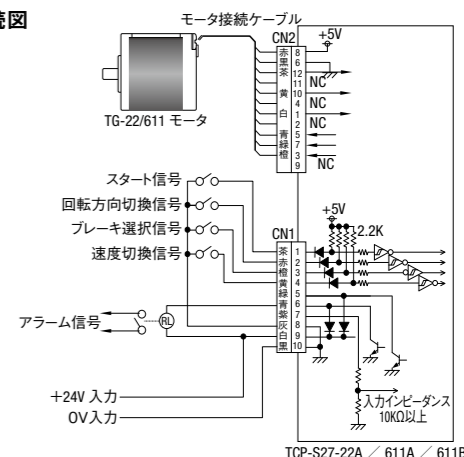 続図
モータ接続ケーブル
CN2
+5V
赤 8
黒 6
茶 12
11 NC
黄 10
4 NC
白 1
2 NC
青 5
緑 7
橙 3
9 NC
TG-22/611 モータ
スタート信号
回転方向切換信号
ブレーキ選択信号
速度切換信号
CN1
+5V
2.2K
茶 1
赤 2
橙 3
黄 4
緑 5
青 6
紫 7
灰 8
白 9
黒 10
アラーム信号
RL
+24V 入力
0V入力
入力インピーダンス
10KΩ以上
TCP-S27-22A ／ 611A ／ 611B